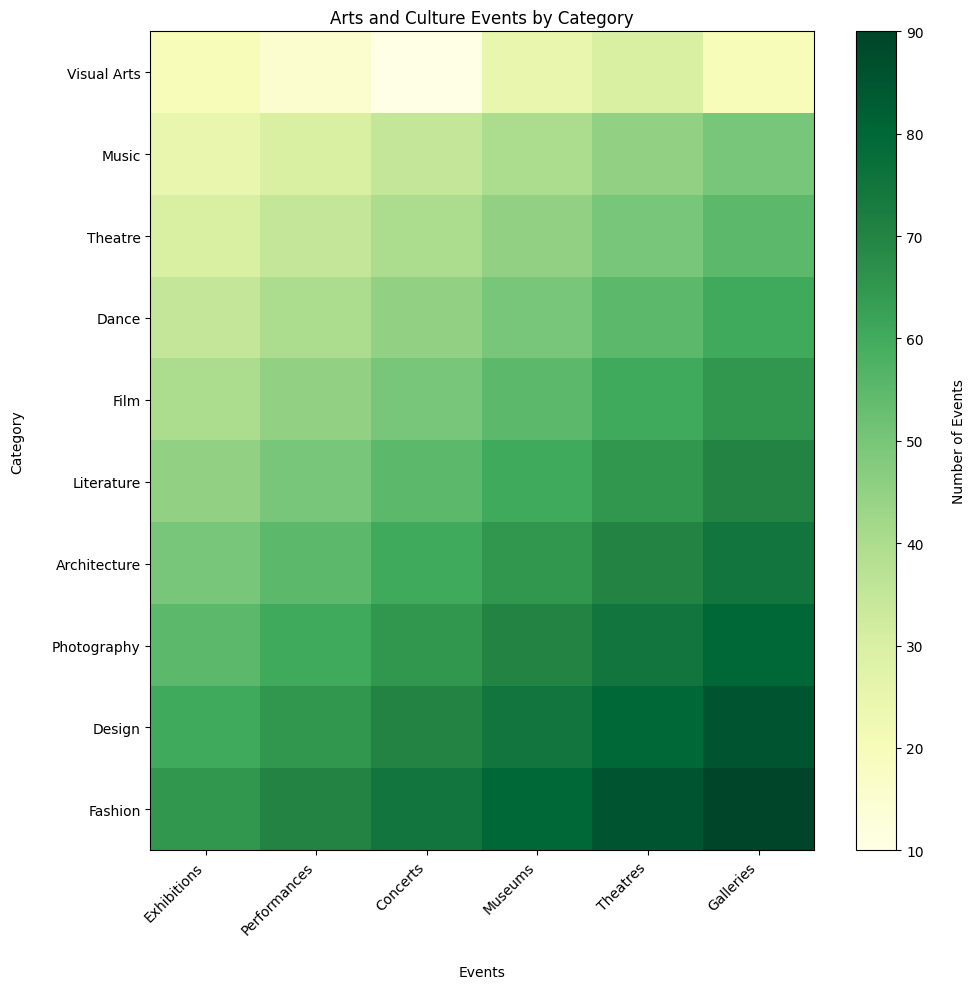 Arts and Culture Events by Category
Category
Visual Arts
Music
Theatre
Dance
Film
Literature
Architecture
Photography
Design
Fashion
Exhibitions
Performances
Concerts
Museums
Theatres
Galleries
Events
90
80
70
60
50
40
30
20
10
Number of Events